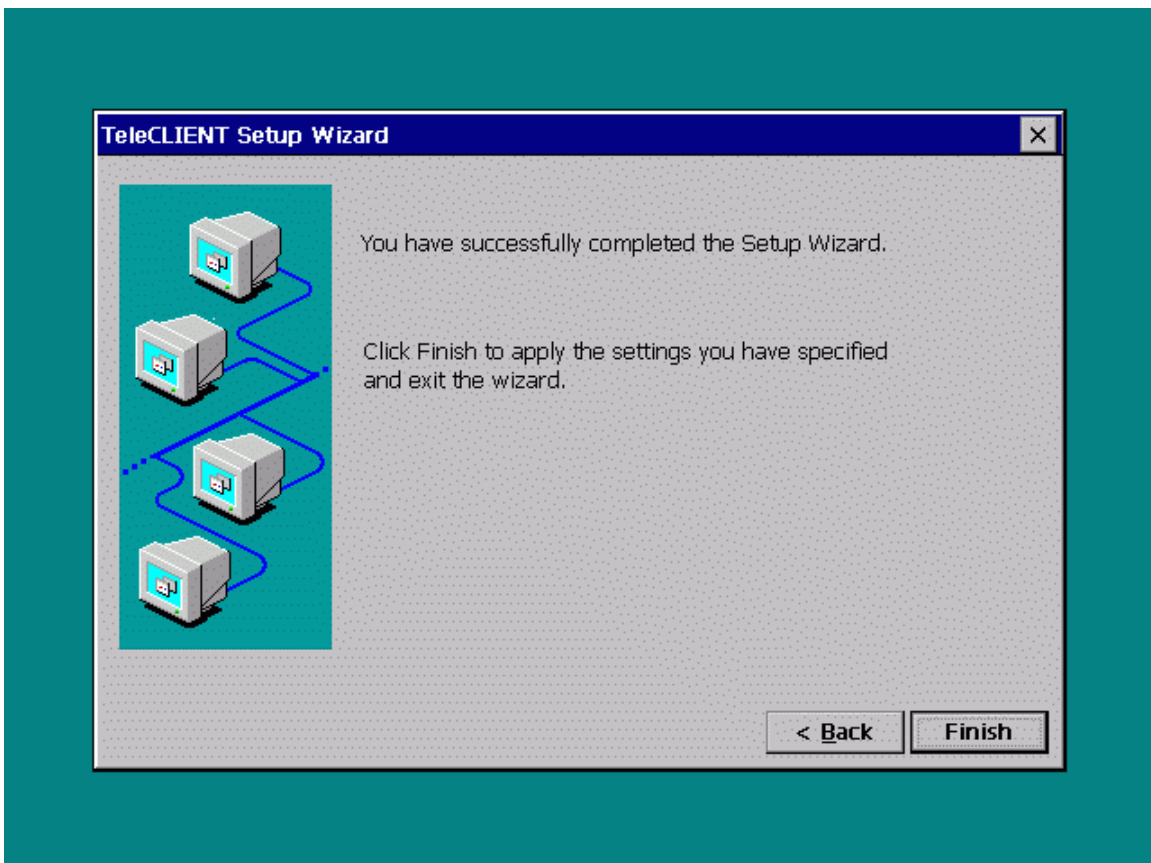 TeleCLIENT Setup Wizard
You have successfully completed the Setup Wizard.
Click Finish to apply the settings you have specified
and exit the wizard.
< Back
Finish